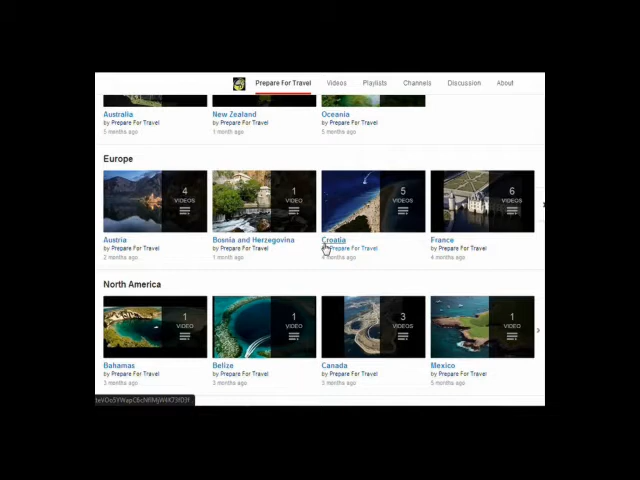 Prepare For Travel Videos Playlists Channels Discussion About
Australia New Zealand Oceania
by Prepare For Travel by Prepare For Travel by Prepare For Travel
5 months ago 1 month ago 5 months ago
Europe
4 VIDEO 1 VIDEO 5 VIDEOS 6 VIDEOS
Austria Bosnia and Herzegovina Croatia France
by Prepare For Travel by Prepare For Travel Prepare For Travel by Prepare For Travel
2 months ago 1 month ago months ago 4 months ago
North America
1 VIDEO 1 VIDEO 3 VIDEOS 1 VIDEO
Bahamas Belize Canada Mexico
by Prepare For Travel by Prepare For Travel by Prepare For Travel by Prepare For Travel
3 months ago 3 months ago 3 months ago 5 months ago